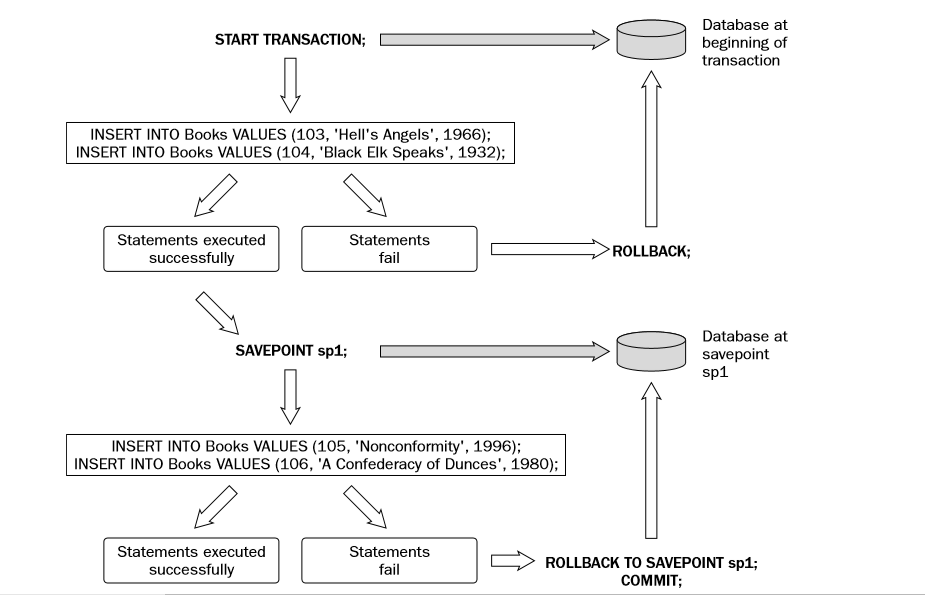 START TRANSACTION;
Database at
beginning of
transaction
INSERT INTO Books VALUES (103, 'Hell's Angels', 1966);
INSERT INTO Books VALUES (104, 'Black Elk Speaks', 1932);
Statements executed
successfully
Statements
fail
ROLLBACK;
SAVEPOINT sp1;
Database at
savepoint
sp1
INSERT INTO Books VALUES (105, 'Nonconformity', 1996);
INSERT INTO Books VALUES (106, 'A Confederacy of Dunces', 1980);
Statements executed
successfully
Statements
fail
ROLLBACK TO SAVEPOINT sp1;
COMMIT;